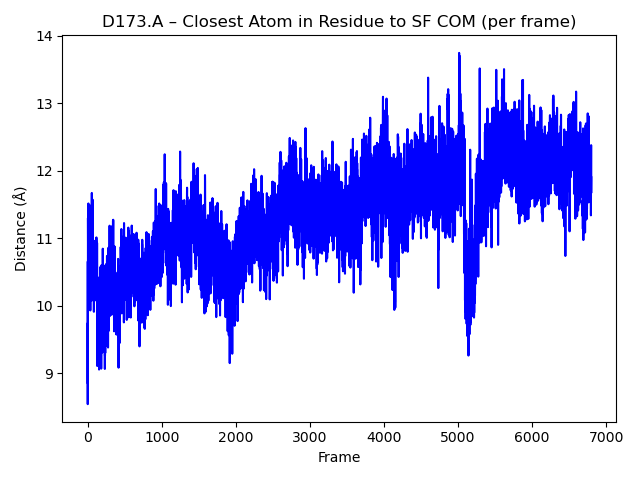 D173.A – Closest Atom in Residue to SF COM (per frame)
14
13
12
11
10
9
Distance (Å)
0 1000 2000 3000 4000 5000 6000 7000
Frame